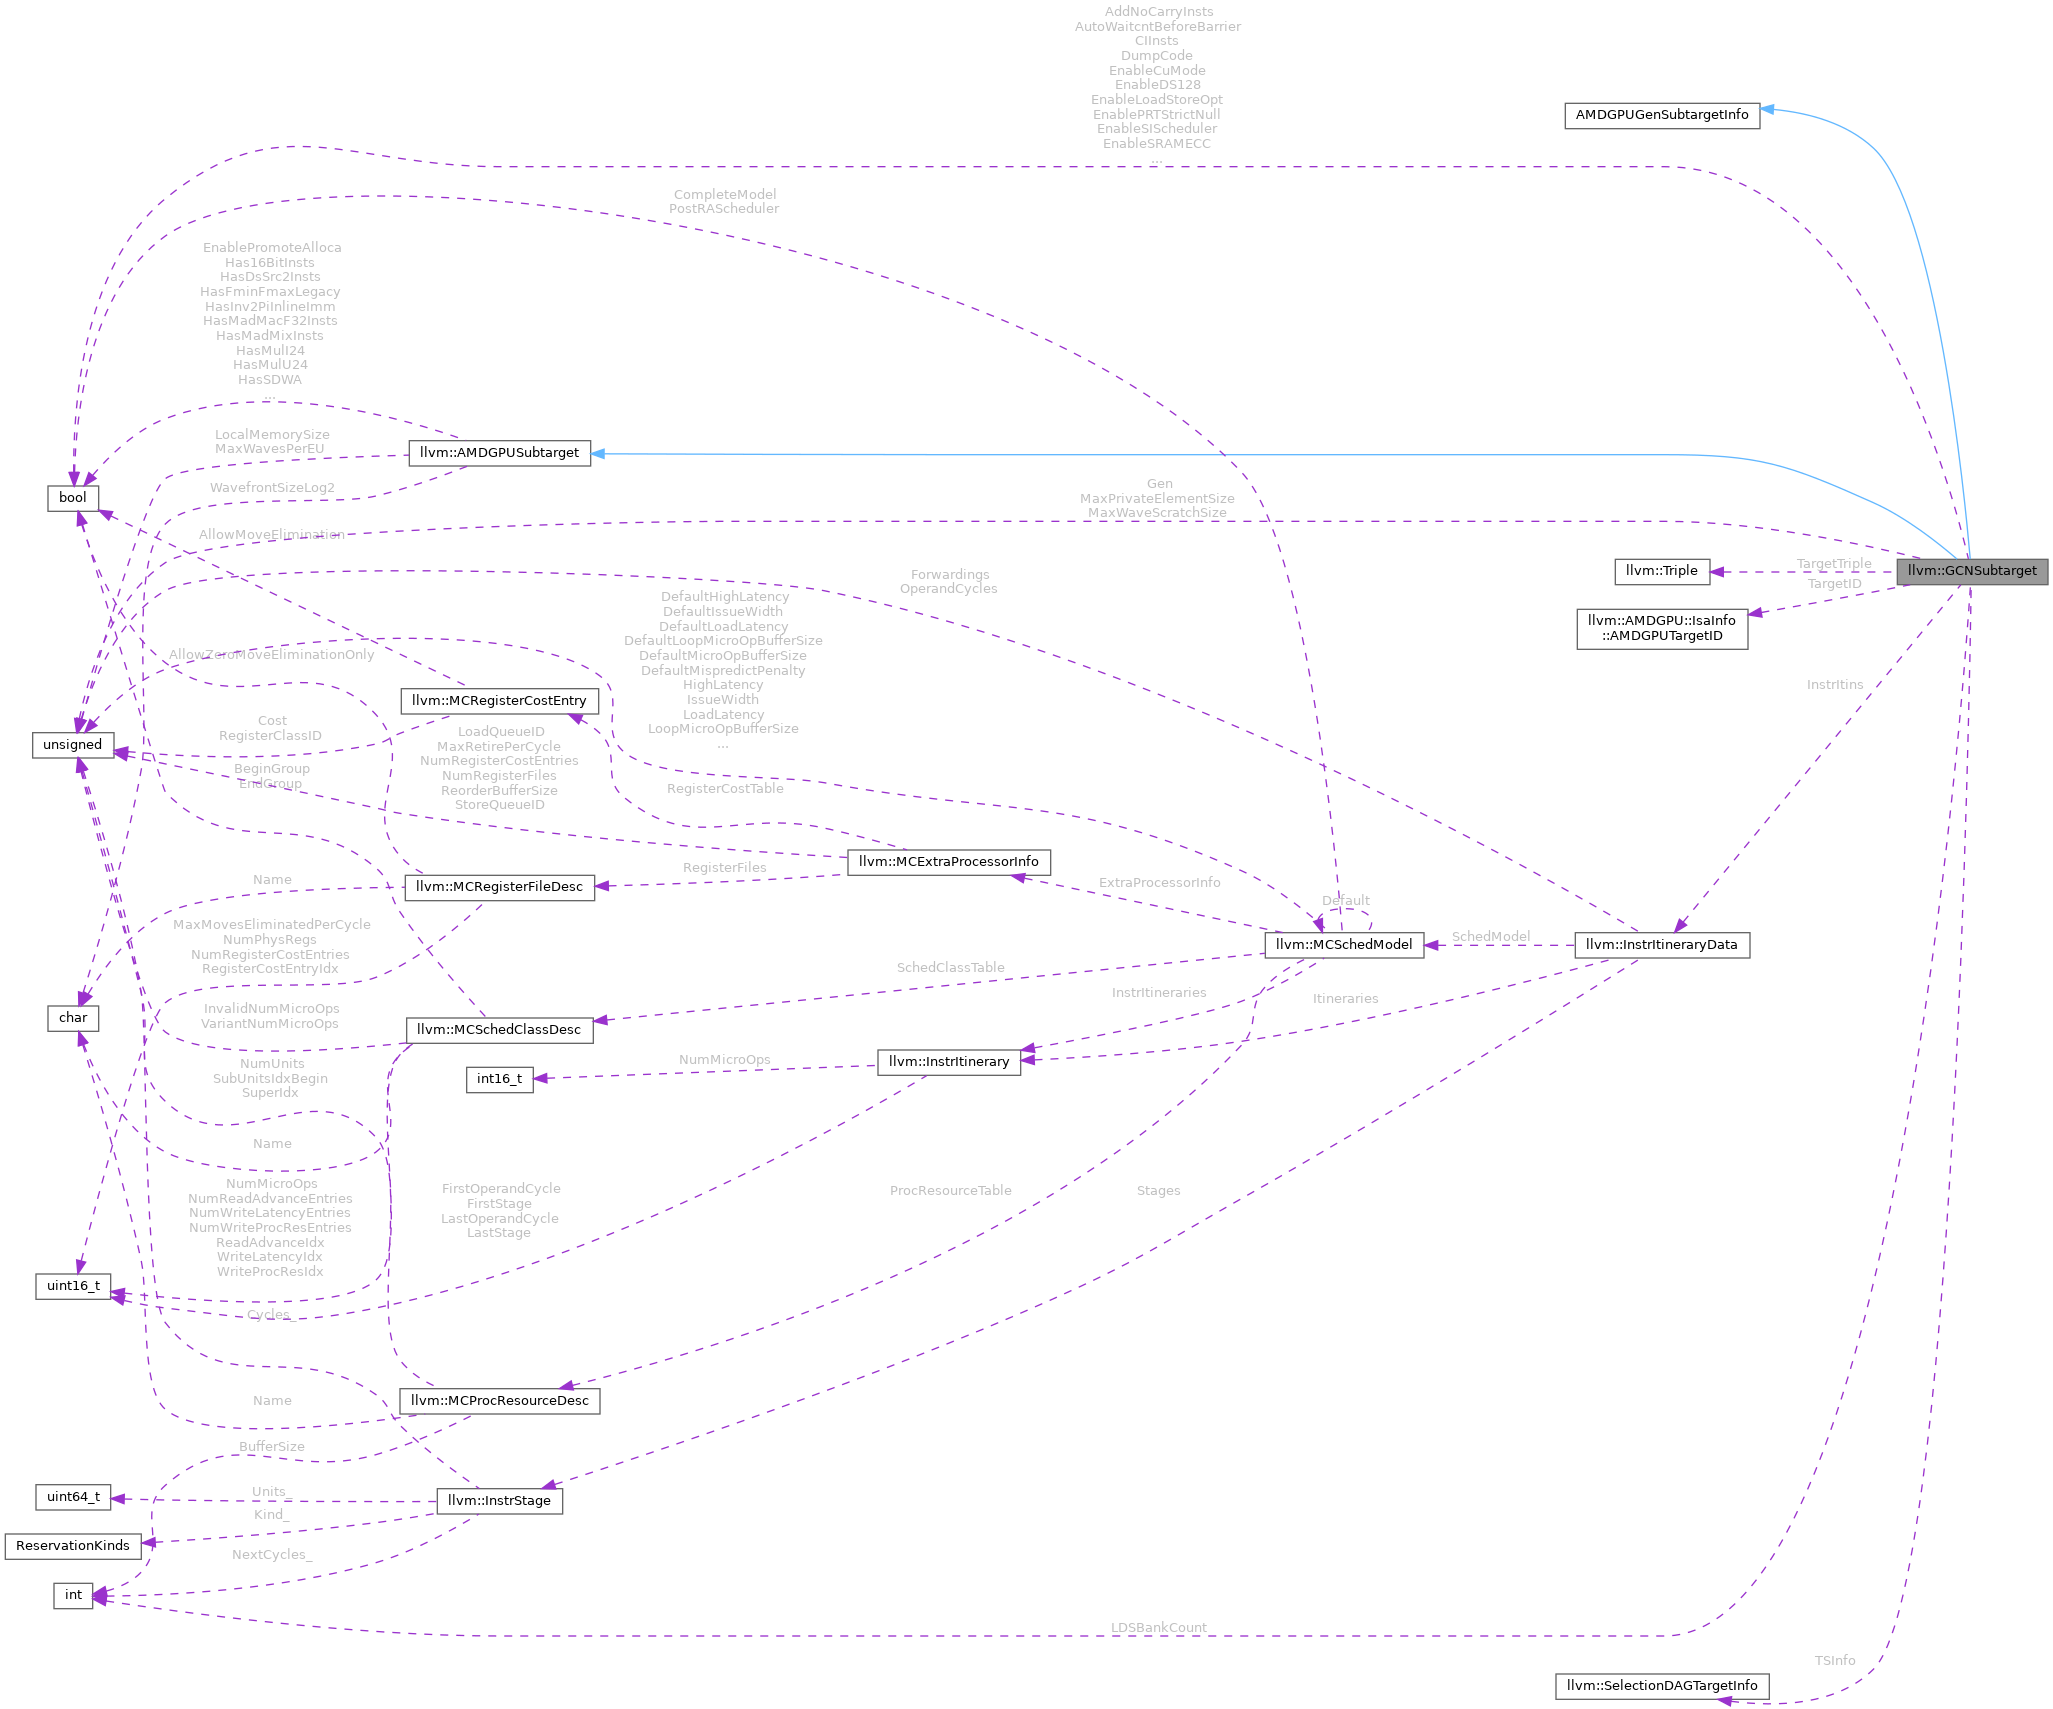 AddNoCarryInsts
AutoWaitcntBeforeBarrier
CIInsts
DumpCode
EnableCuMode
EnableDS128
EnableLoadStoreOpt
EnablePRTStrictNull
EnableSIScheduler
EnableSRAMECC
...
AMDGPUGenSubtargetInfo
CompleteModel
PostRAScheduler
EnablePromoteAlloca
Has16BitInsts
HasDsSrc2Insts
HasFminFmaxLegacy
HasInv2PiInlineImm
HasMadMacF32Insts
HasMadMixInsts
HasMulI24
HasMulU24
HasSDWA
...
LocalMemorySize
MaxWavesPerEU
llvm::AMDGPUSubtarget
WavefrontSizeLog2
bool
Gen
MaxPrivateElementSize
MaxWaveScratchSize
AllowMoveElimination
llvm::GCNSubtarget
TargetTriple
llvm::Triple
TargetID
llvm::AMDGPU::IsaInfo
::AMDGPUTargetID
Forwardings
OperandCycles
DefaultHighLatency
DefaultIssueWidth
DefaultLoadLatency
DefaultLoopMicroOpBufferSize
DefaultMicroOpBufferSize
DefaultMispredictPenalty
HighLatency
IssueWidth
LoadLatency
LoopMicroOpBufferSize
...
AllowZeroMoveEliminationOnly
llvm::MCRegisterCostEntry
InstrItins
Cost
RegisterClassID
unsigned
LoadQueueID
MaxRetirePerCycle
NumRegisterCostEntries
NumRegisterFiles
ReorderBufferSize
StoreQueueID
BeginGroup
EndGroup
RegisterCostTable
llvm::MCExtraProcessorInfo
RegisterFiles
llvm::MCRegisterFileDesc
Name
ExtraProcessorInfo
Default
llvm::MCSchedModel
SchedModel
llvm::InstrItineraryData
MaxMovesEliminatedPerCycle
NumPhysRegs
NumRegisterCostEntries
RegisterCostEntryIdx
SchedClassTable
InstrItineraries
Itineraries
InvalidNumMicroOps
VariantNumMicroOps
char
llvm::MCSchedClassDesc
NumUnits
SubUnitsIdxBegin
SuperIdx
int16_t
NumMicroOps
llvm::InstrItinerary
Name
NumMicroOps
NumReadAdvanceEntries
NumWriteLatencyEntries
NumWriteProcResEntries
ReadAdvanceIdx
WriteLatencyIdx
WriteProcResIdx
FirstOperandCycle
FirstStage
LastOperandCycle
LastStage
ProcResourceTable
Stages
uint16_t
Cycles_
Name
llvm::MCProcResourceDesc
BufferSize
uint64_t
Units_
llvm::InstrStage
Kind_
ReservationKinds
NextCycles_
int
LDSBankCount
TSInfo
llvm::SelectionDAGTargetInfo